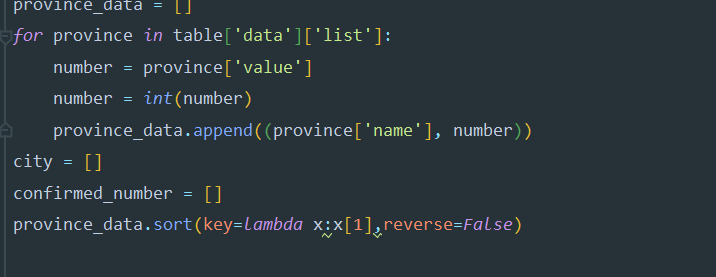 province_data = []
for province in table['data']['list']:
    number = province['value']
    number = int(number)
    province_data.append((province['name'], number))
city = []
confirmed_number = []
province_data.sort(key=lambda x:x[1],reverse=False)